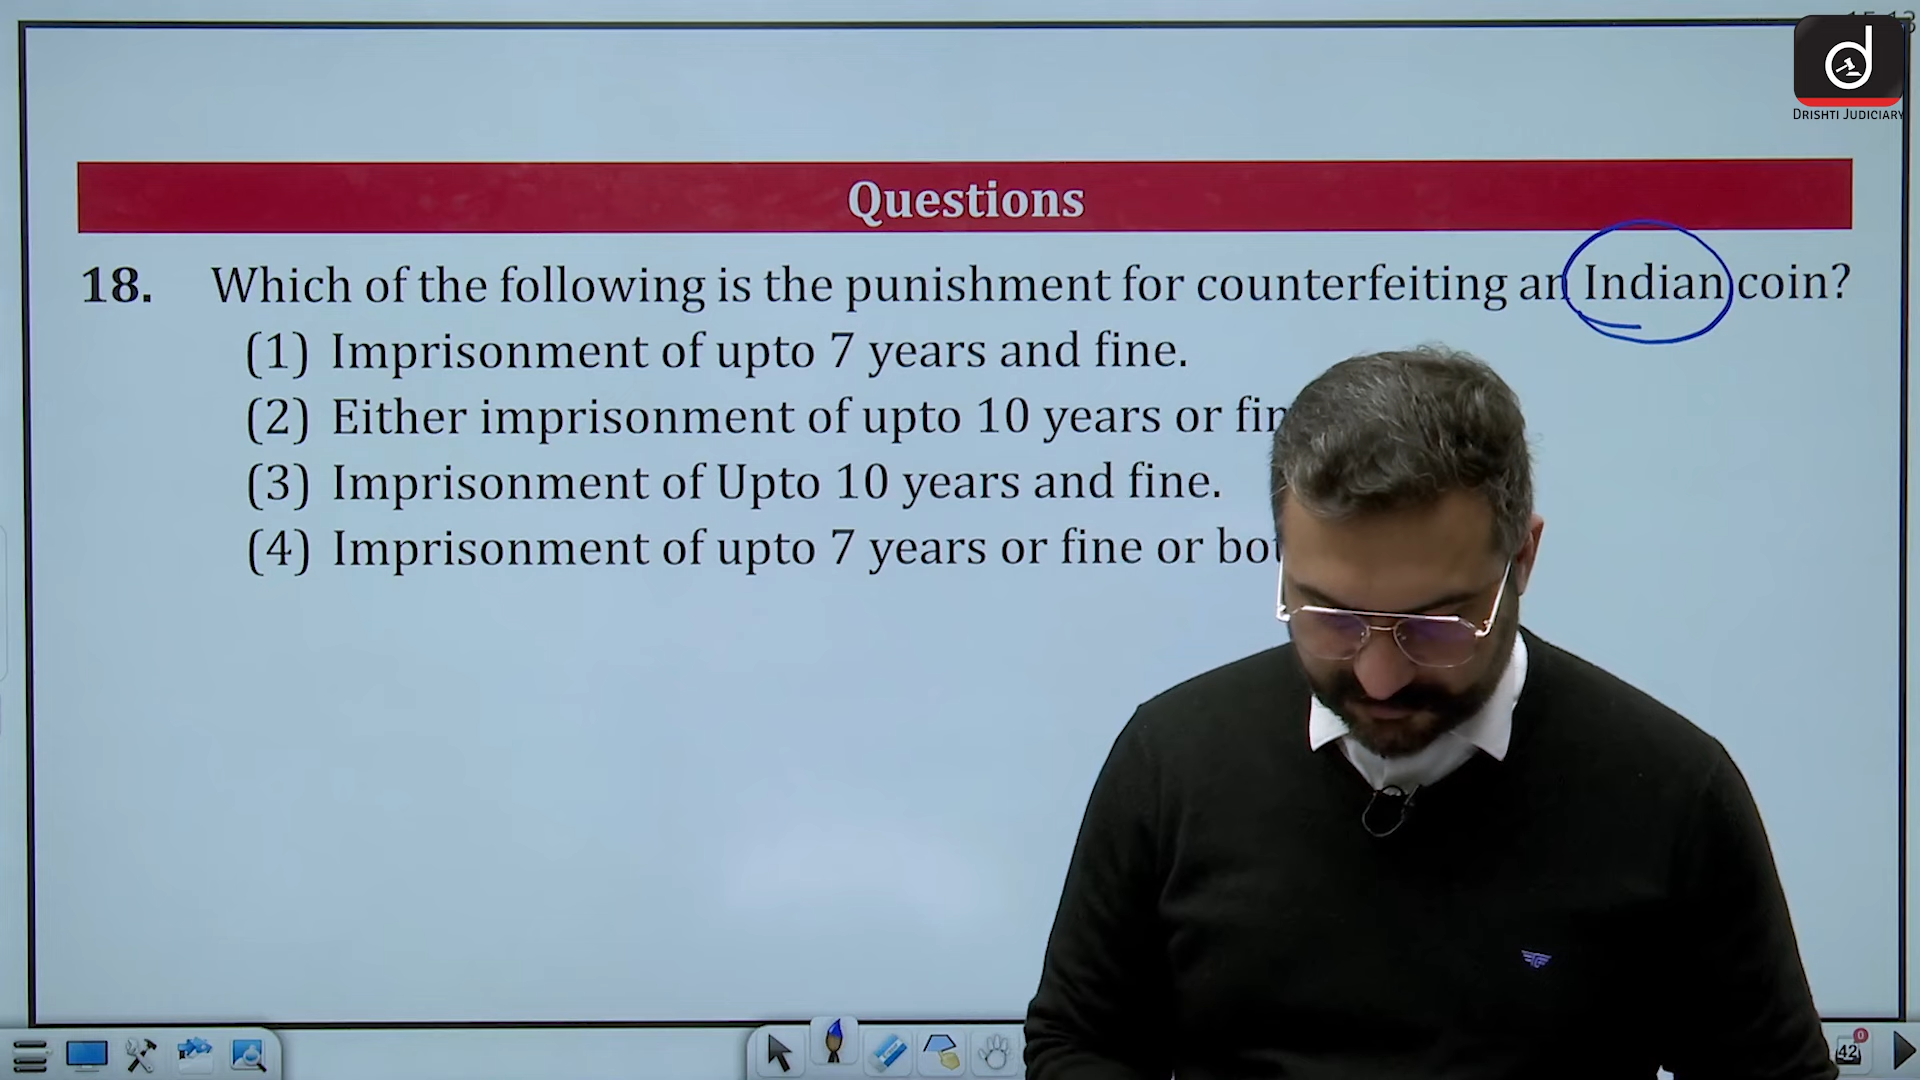 DRISHTI JUDICIARY
Questions
18. Which of the following is the punishment for counterfeiting an Indian coin?
(1) Imprisonment of upto 7 years and fine.
(2) Either imprisonment of upto 10 years or
(3) Imprisonment of Upto 10 years and fine.
(4) Imprisonment of upto 7 years or fine or
42
0